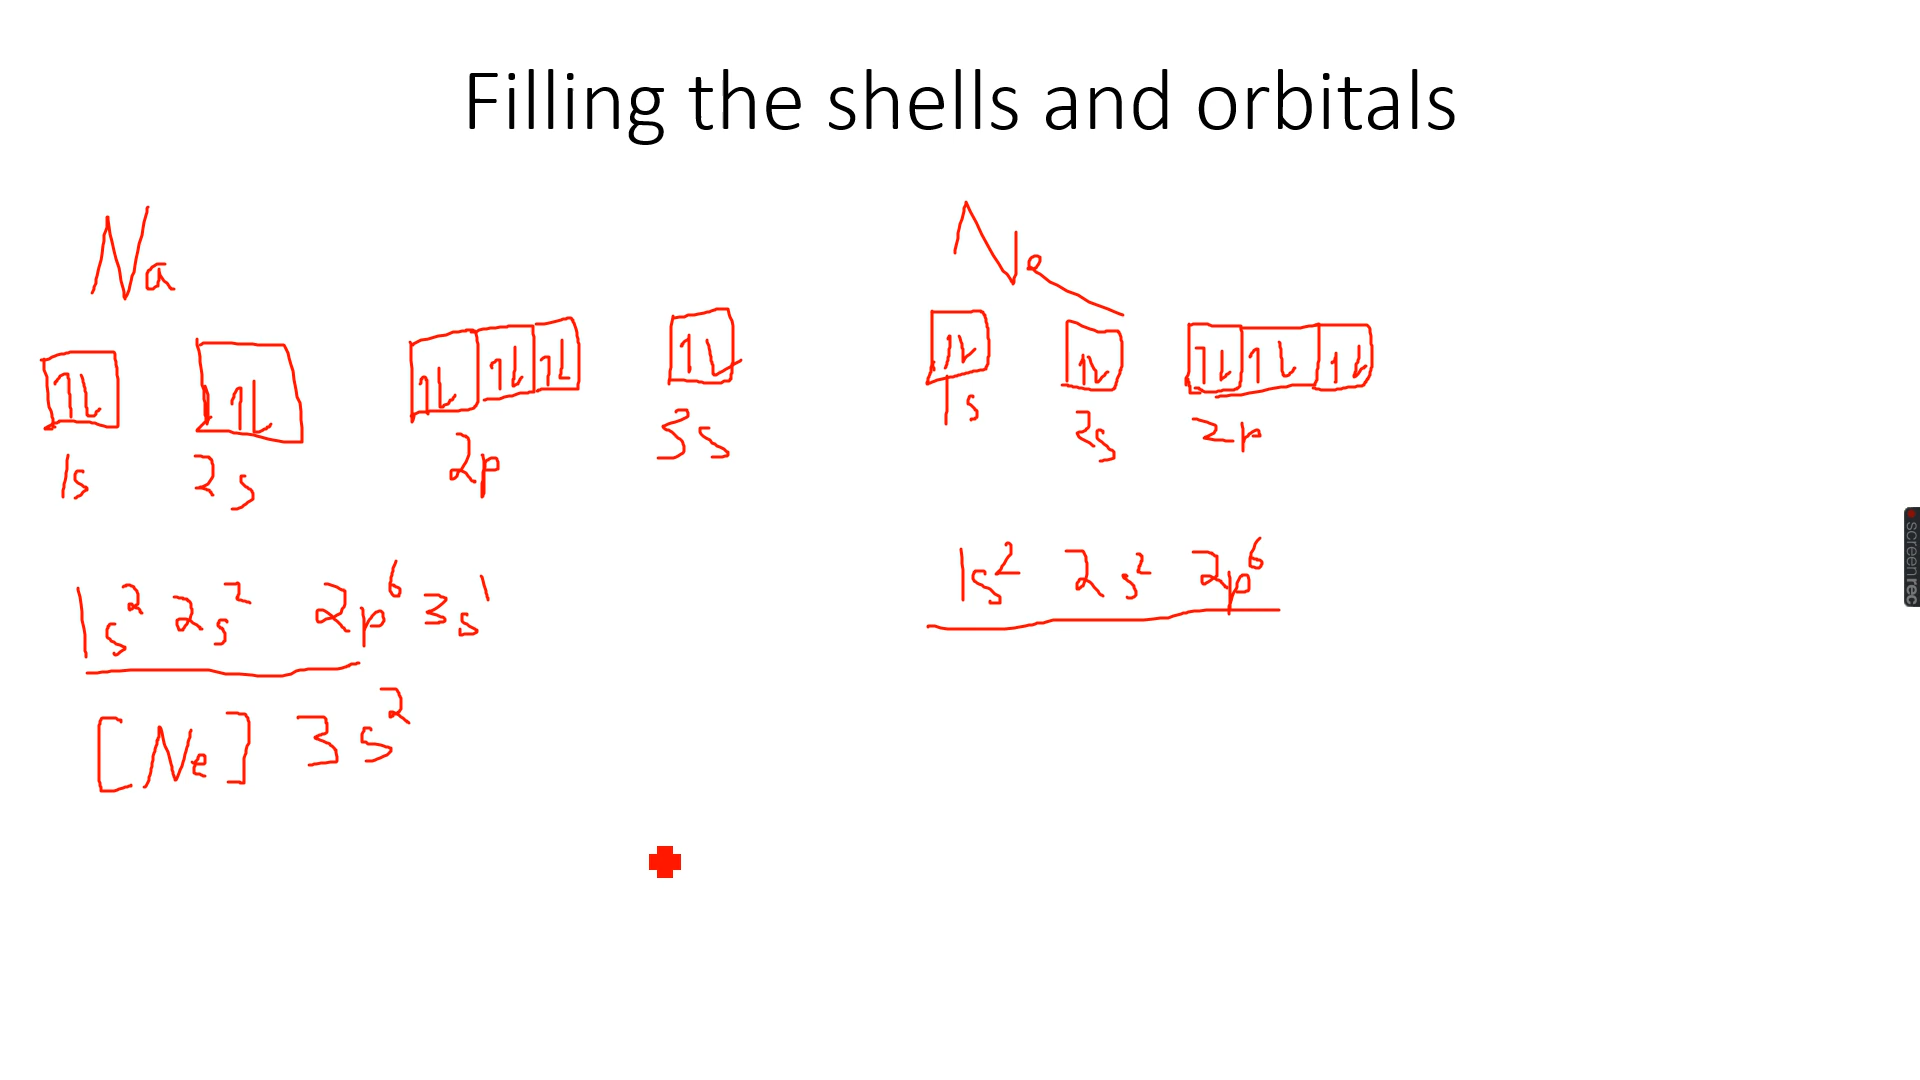 Filling the shells and orbitals
Na
Ne
1s 2s 2p 3s
1s 2s 2p
1s² 2s² 2p⁶ 3s¹
1s² 2s² 2p⁶
[Ne] 3s²
screenrec